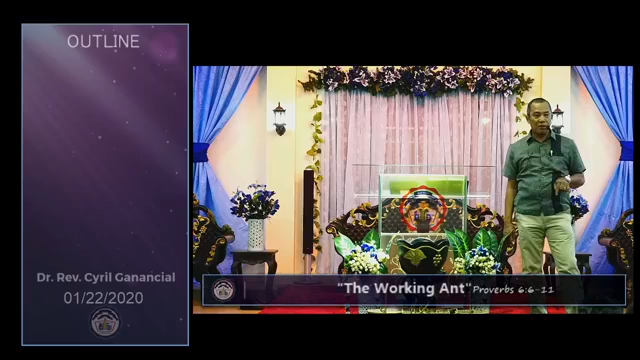 OUTLINE
Dr. Rev. Cyril Ganancial
01/22/2020
"The Working Ant" Proverbs 6:6-11